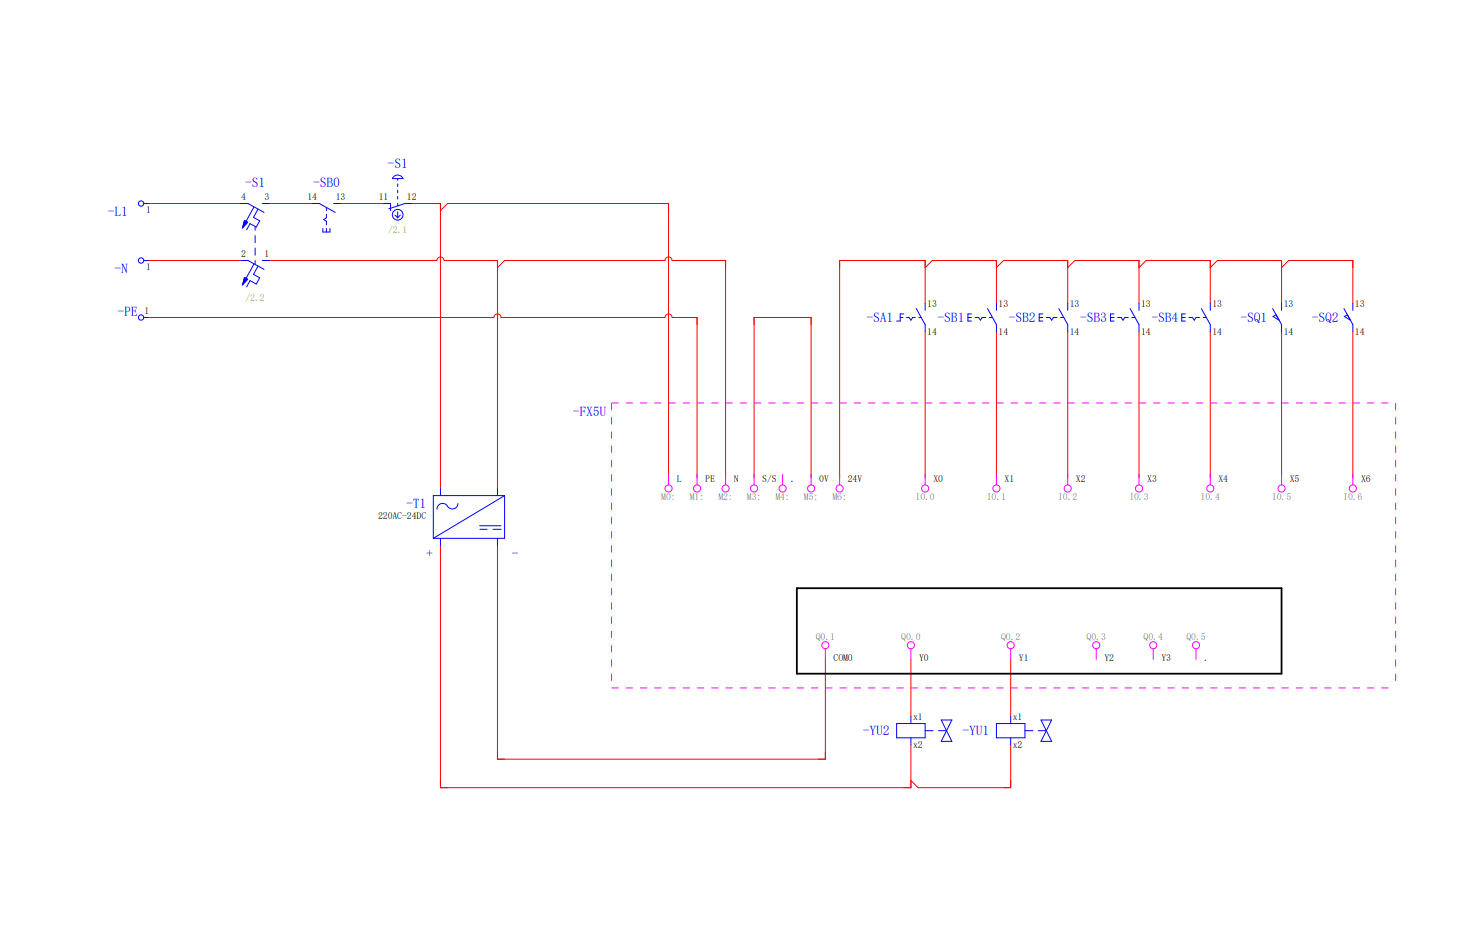 -S1
-S1
-SB0
4 3 14 13 11 12
-L1 1
/2.1
2 1
-N 1
/2.2
-PE 1
13 13 13 13 13 13 13
-SA1 -SB1 -SB2 -SB3 -SB4 -SQ1 -SQ2
14 14 14 14 14 14 14
-FX5U
L PE N S/S . 0V 24V X0 X1 X2 X3 X4 X5 X6
M0: M1: M2: M3: M4: M5: M6: I0.0 I0.1 I0.2 I0.3 I0.4 I0.5 I0.6
-T1
220AC-24DC
+ -
Q0.1 Q0.0 Q0.2 Q0.3 Q0.4 Q0.5
COM0 Y0 Y1 Y2 Y3 .
x1 x1
-YU2 -YU1
x2 x2